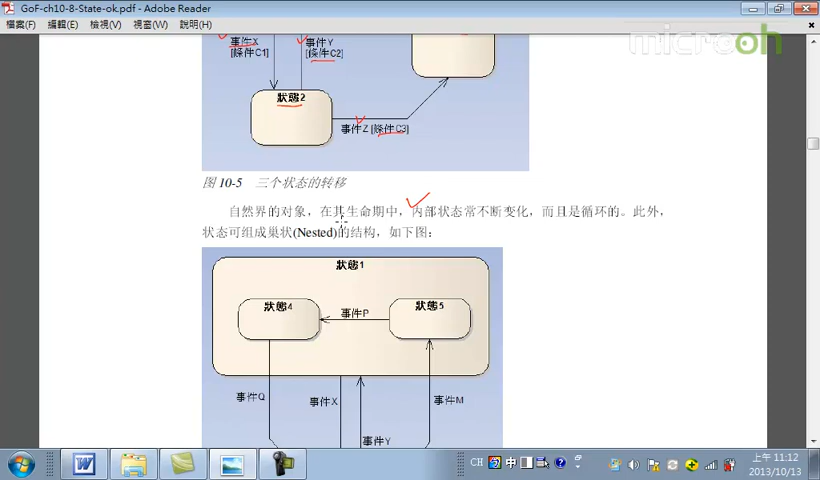 GoF-ch10-8-State-ok.pdf - Adobe Reader
檔案(F) 編輯(E) 檢視(V) 視窗(W) 說明(H)
microoh
事件X 事件Y
[條件C1] [條件C2]
狀態2
事件Z [條件C3]
图 10-5 三个状态的转移
自然界的对象，在其生命期中，内部状态常不断变化，而且是循环的。此外，
状态可组成巢状(Nested)的结构，如下图：
狀態1
狀態4 狀態5
事件P
事件Q 事件X 事件M
事件Y
CH 中 上午 11:12
2013/10/13